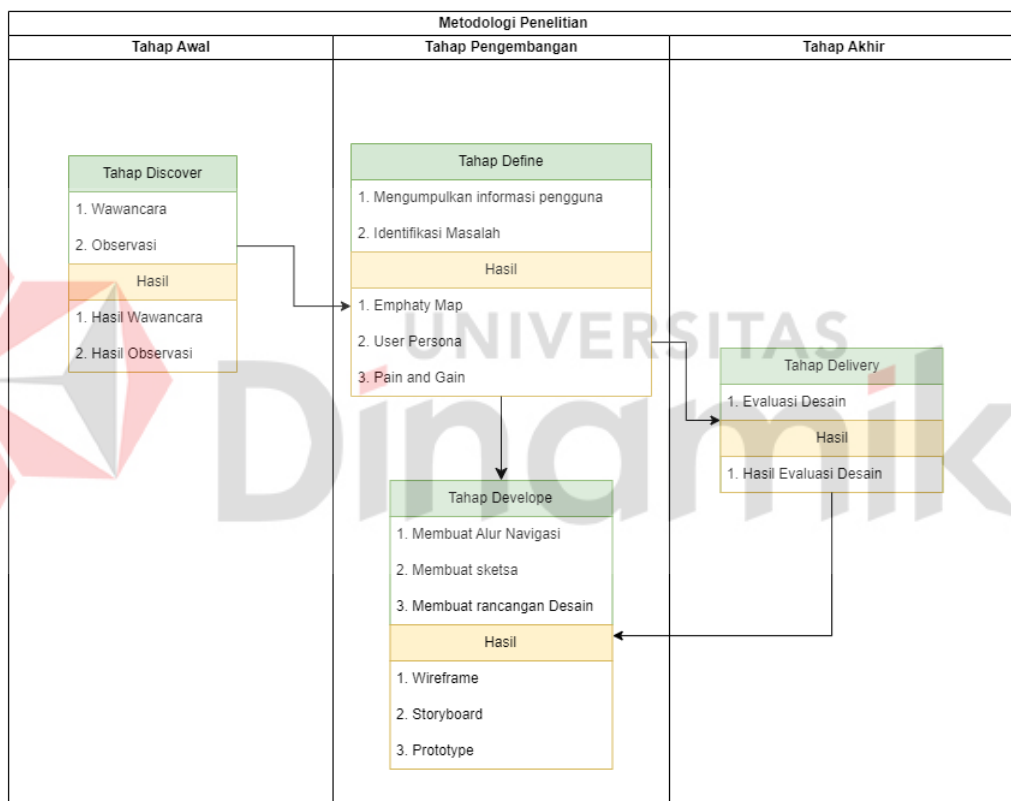 Metodologi Penelitian
Tahap Awal
Tahap Pengembangan
Tahap Akhir
Tahap Discover
1. Wawancara
2. Observasi
Hasil
1. Hasil Wawancara
2. Hasil Observasi
Tahap Define
1. Mengumpulkan informasi pengguna
2. Identifikasi Masalah
Hasil
1. Emphaty Map
2. User Persona
3. Pain and Gain
Tahap Develope
1. Membuat Alur Navigasi
2. Membuat sketsa
3. Membuat rancangan Desain
Hasil
1. Wireframe
2. Storyboard
3. Prototype
Tahap Delivery
1. Evaluasi Desain
Hasil
1. Hasil Evaluasi Desain
UNIVERSITAS
Dinamik